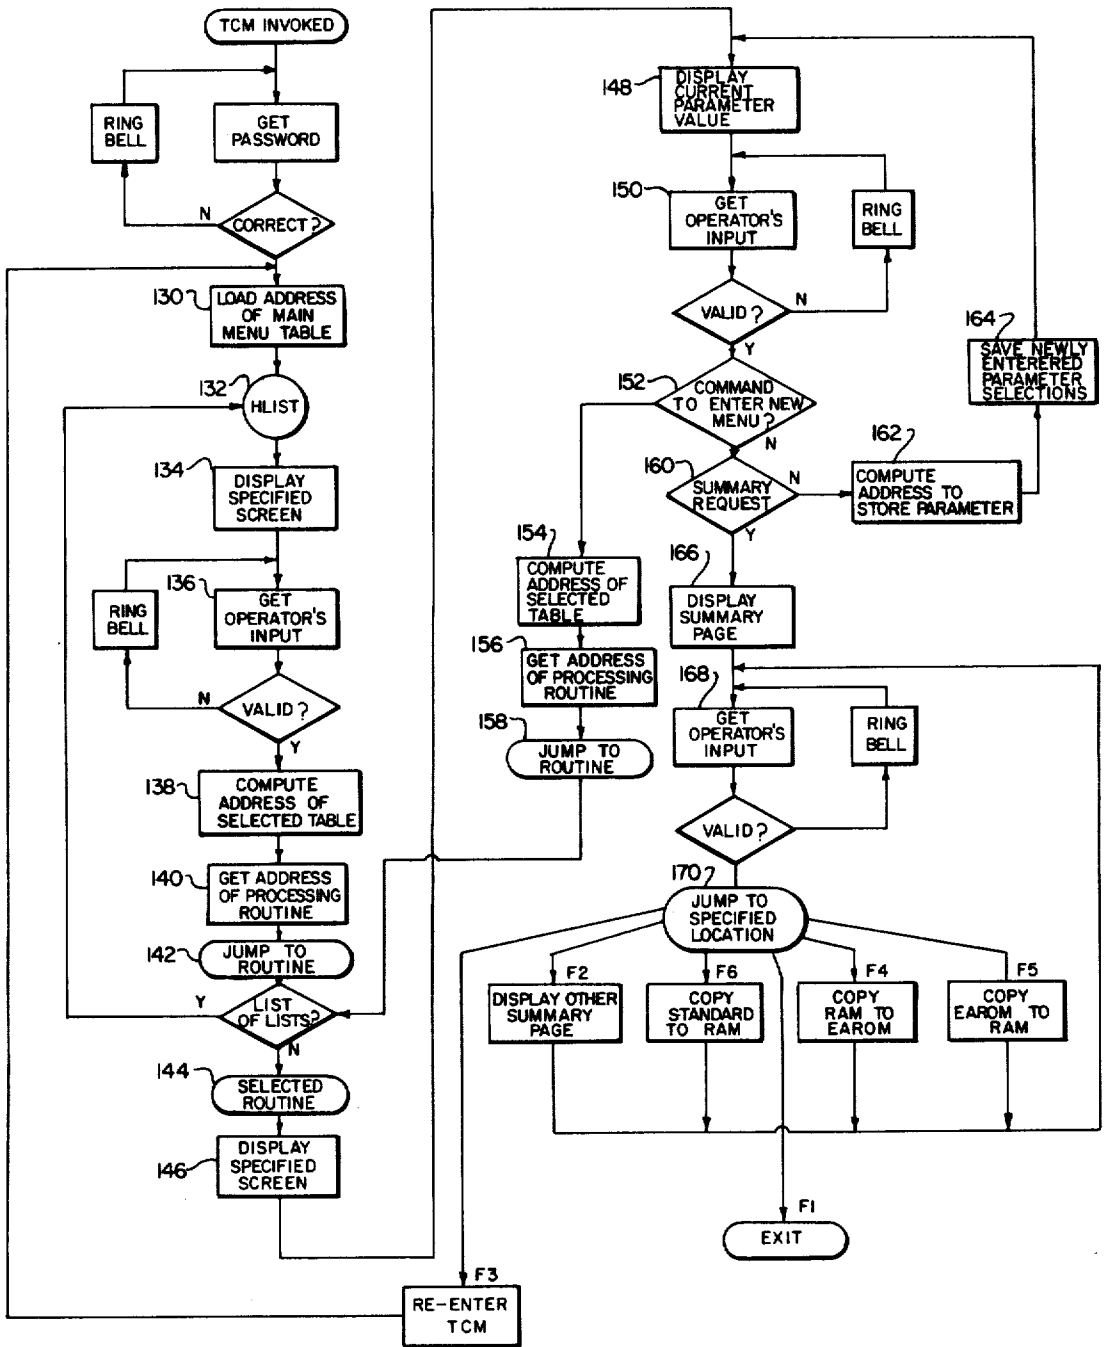 TCM INVOKED
RING
BELL
GET
PASSWORD
N
CORRECT?
130
LOAD ADDRESS
OF MAIN
MENU TABLE
132
HLIST
134
DISPLAY
SPECIFIED
SCREEN
136
RING
BELL
GET
OPERATOR'S
INPUT
N
VALID?
Y
138
COMPUTE
ADDRESS OF
SELECTED TABLE
140
GET ADDRESS
OF PROCESSING
ROUTINE
142
JUMP TO
ROUTINE
Y
LIST
OF LISTS?
N
144
SELECTED
ROUTINE
146
DISPLAY
SPECIFIED
SCREEN
148
DISPLAY
CURRENT
PARAMETER
VALUE
150
GET
OPERATOR'S
INPUT
RING
BELL
VALID?
N
Y
152
COMMAND
TO ENTER NEW
MENU?
N
160
SUMMARY
REQUEST
N
Y
162
COMPUTE
ADDRESS TO
STORE PARAMETER
164
SAVE NEWLY
ENTERERED
PARAMETER
SELECTIONS
154
COMPUTE
ADDRESS OF
SELECTED
TABLE
156
GET ADDRESS
OF PROCESSING
ROUTINE
158
JUMP TO
ROUTINE
166
DISPLAY
SUMMARY
PAGE
168
GET
OPERATOR'S
INPUT
RING
BELL
VALID?
170
JUMP TO
SPECIFIED
LOCATION
F2
DISPLAY OTHER
SUMMARY
PAGE
F6
COPY
STANDARD
TO RAM
F4
COPY
RAM TO
EAROM
F5
COPY
EAROM TO
RAM
F1
EXIT
F3
RE-ENTER
TCM